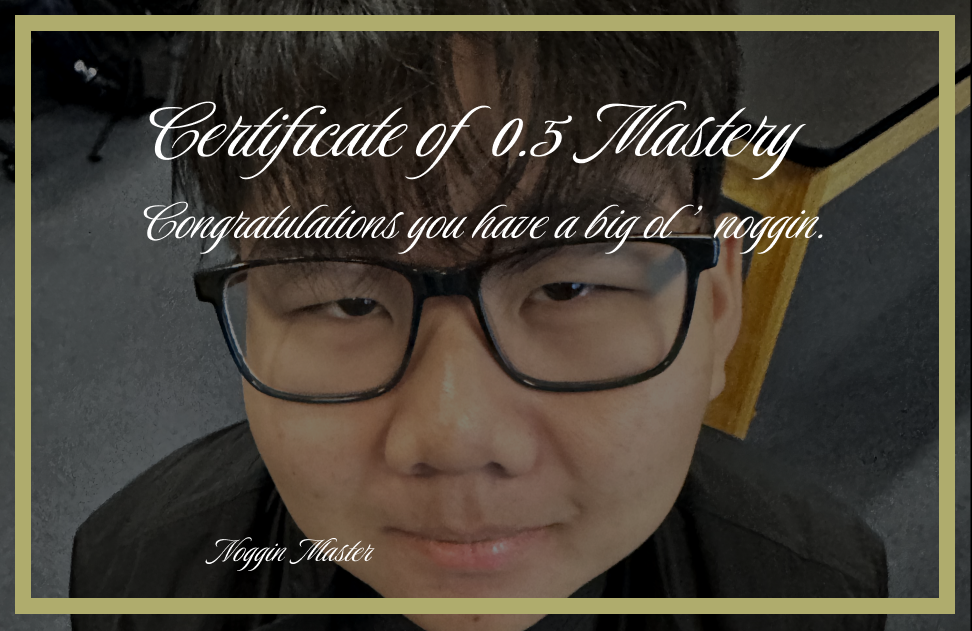 Certificate of 0.5 Mastery
Congratulations you have a big ol' noggin.
Noggin Master